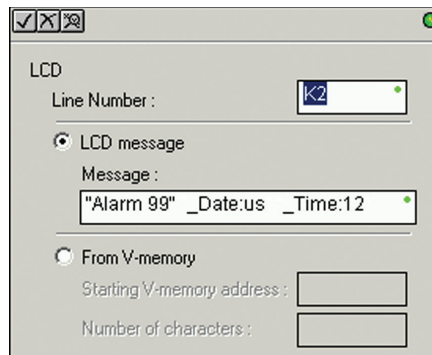 LCD
Line Number : K2
LCD message
Message :
"Alarm 99" _Date:us _Time:12
From V-memory
Starting V-memory address :
Number of characters :